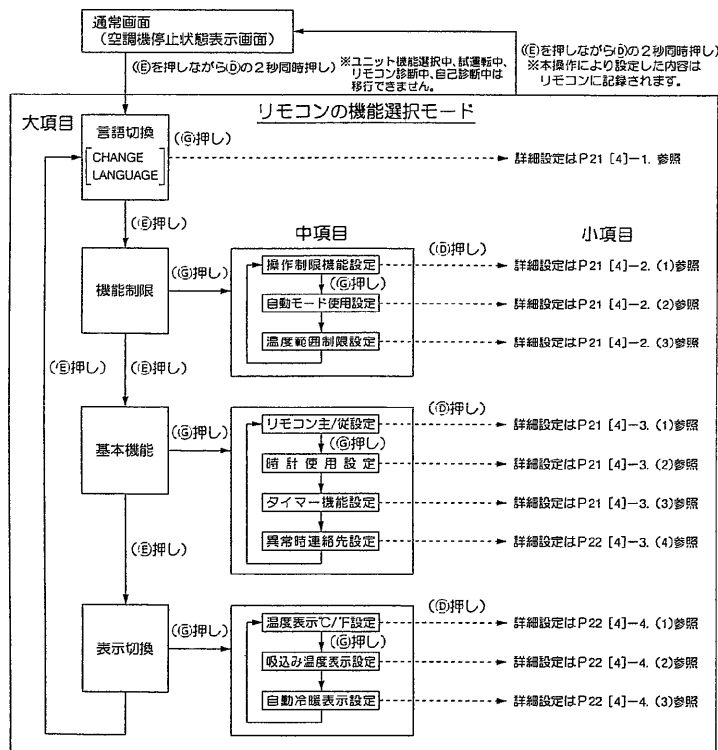 通常画面
(空調機停止状態表示画面)
(Ⓔを押しながらⒹの2秒同時押し)
※ユニット機能選択中、試運転中、
リモコン診断中、自己診断中は
移行できません。
(Ⓔを押しながらⒹの2秒同時押し)
※本操作により設定した内容は
リモコンに記録されます。
リモコンの機能選択モード
大項目
言語切換
CHANGE
LANGUAGE
(Ⓖ押し)
詳細設定はP21 [4]-1. 参照
(Ⓔ押し)
中項目
小項目
機能制限
(Ⓖ押し)
操作制限機能設定
(Ⓓ押し)
詳細設定はP21 [4]-2. (1)参照
(Ⓖ押し)
自動モード使用設定
詳細設定はP21 [4]-2. (2)参照
温度範囲制限設定
詳細設定はP21 [4]-2. (3)参照
(Ⓔ押し)
(Ⓔ押し)
基本機能
(Ⓖ押し)
リモコン主/従設定
(Ⓓ押し)
詳細設定はP21 [4]-3. (1)参照
(Ⓖ押し)
時計使用設定
詳細設定はP21 [4]-3. (2)参照
タイマー機能設定
詳細設定はP21 [4]-3. (3)参照
異常時連絡先設定
詳細設定はP22 [4]-3. (4)参照
(Ⓔ押し)
表示切換
(Ⓖ押し)
温度表示℃/℉設定
(Ⓓ押し)
詳細設定はP22 [4]-4. (1)参照
(Ⓖ押し)
吸込み温度表示設定
詳細設定はP22 [4]-4. (2)参照
自動冷暖表示設定
詳細設定はP22 [4]-4. (3)参照